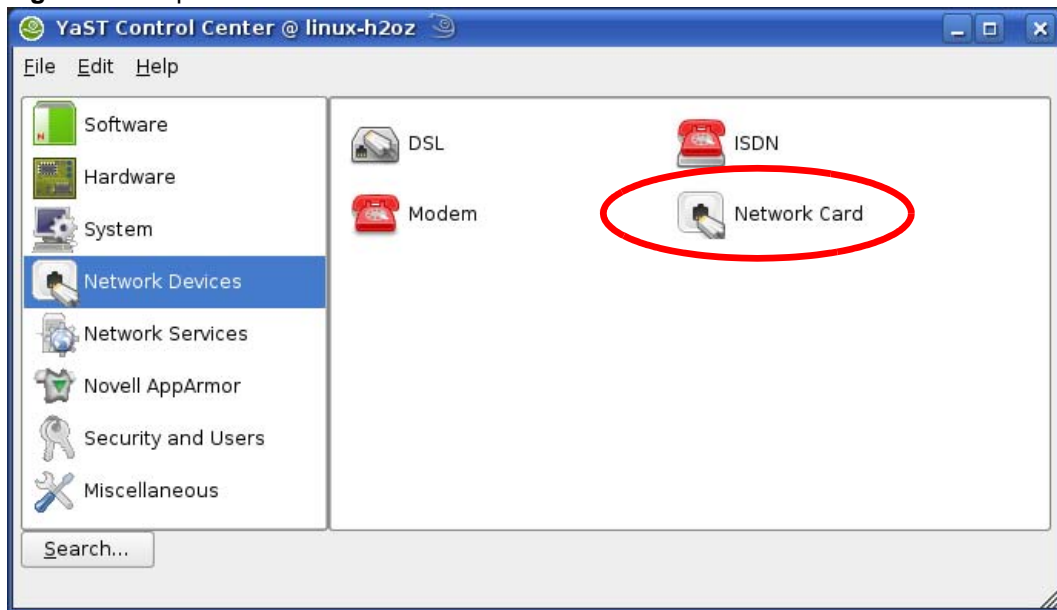 YaST Control Center @ linux-h2oz
File Edit Help
Software
Hardware
System
Network Devices
Network Services
Novell AppArmor
Security and Users
Miscellaneous
DSL
ISDN
Modem
Network Card
Search...